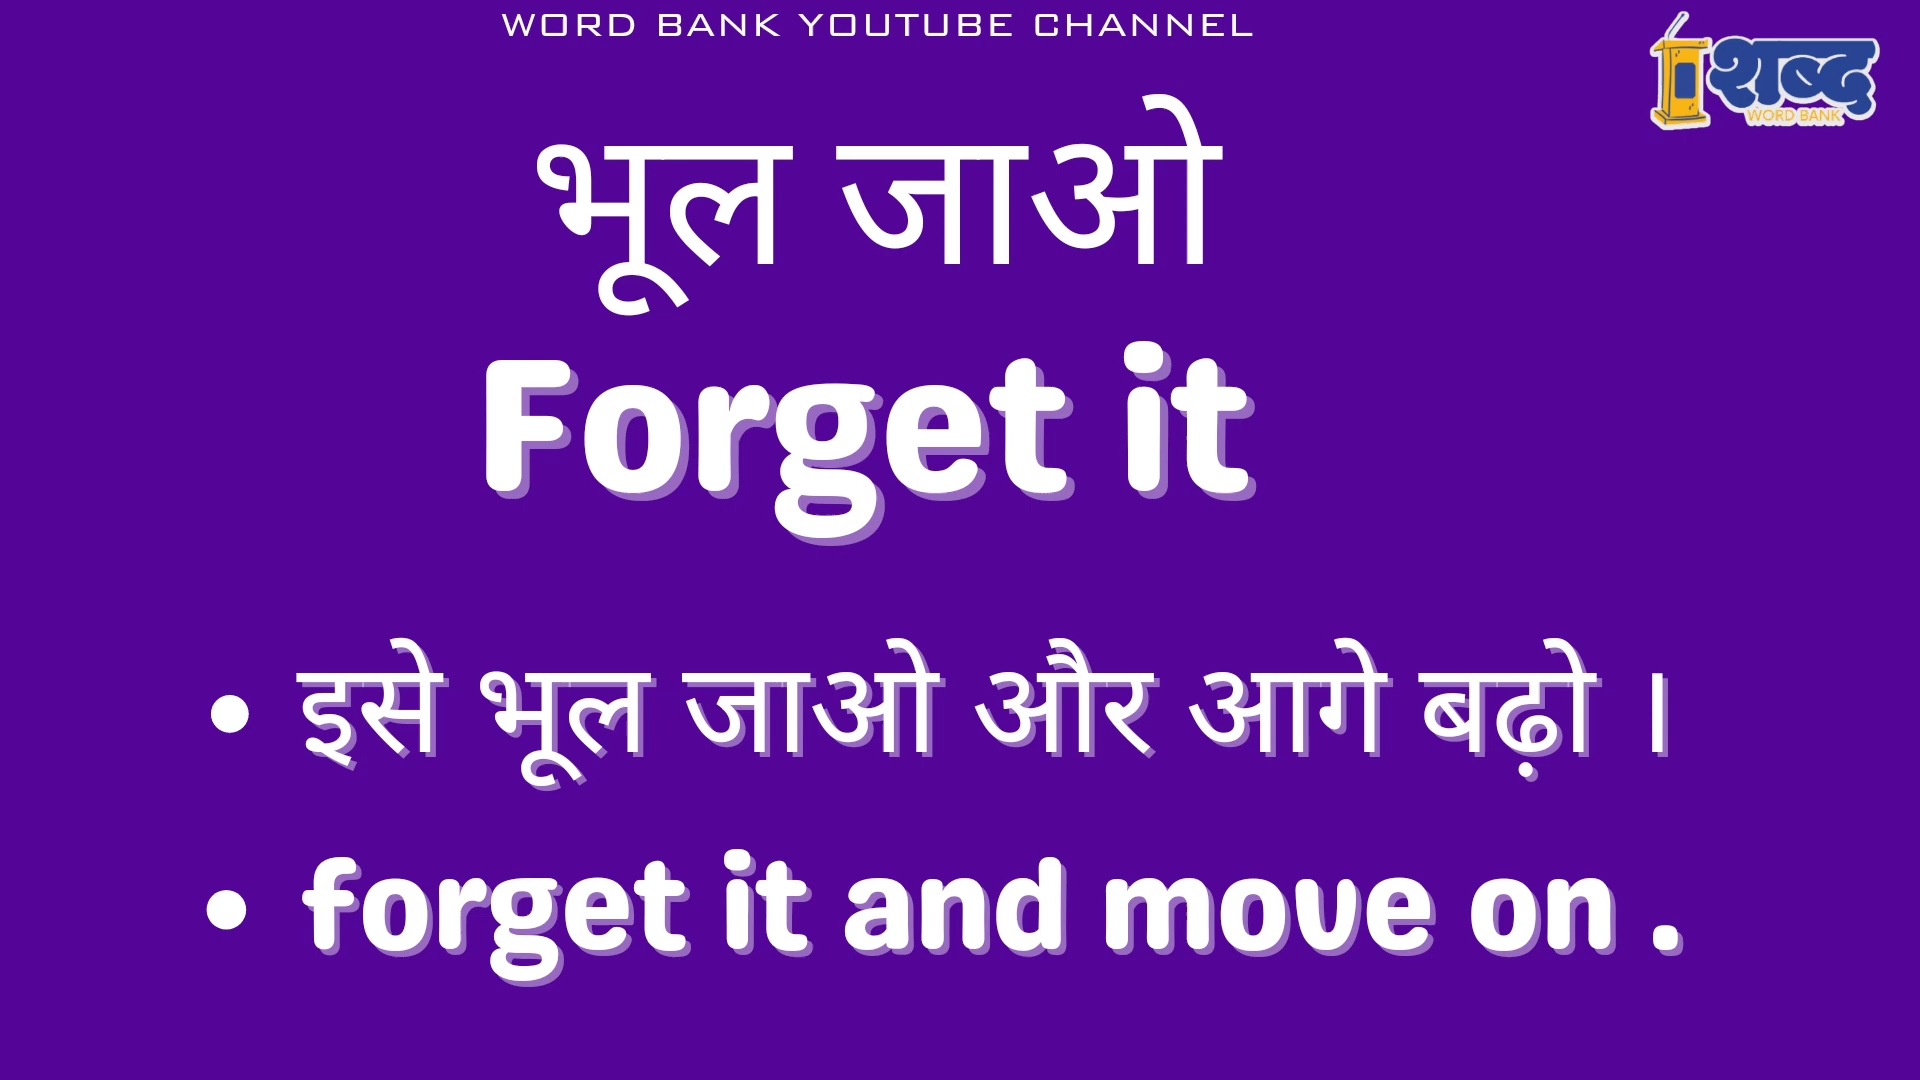 WORD BANK YOUTUBE CHANNEL
शब्द
WORD BANK
भूल जाओ
Forget it
• इसे भूल जाओ और आगे बढ़ो ।
• forget it and move on .